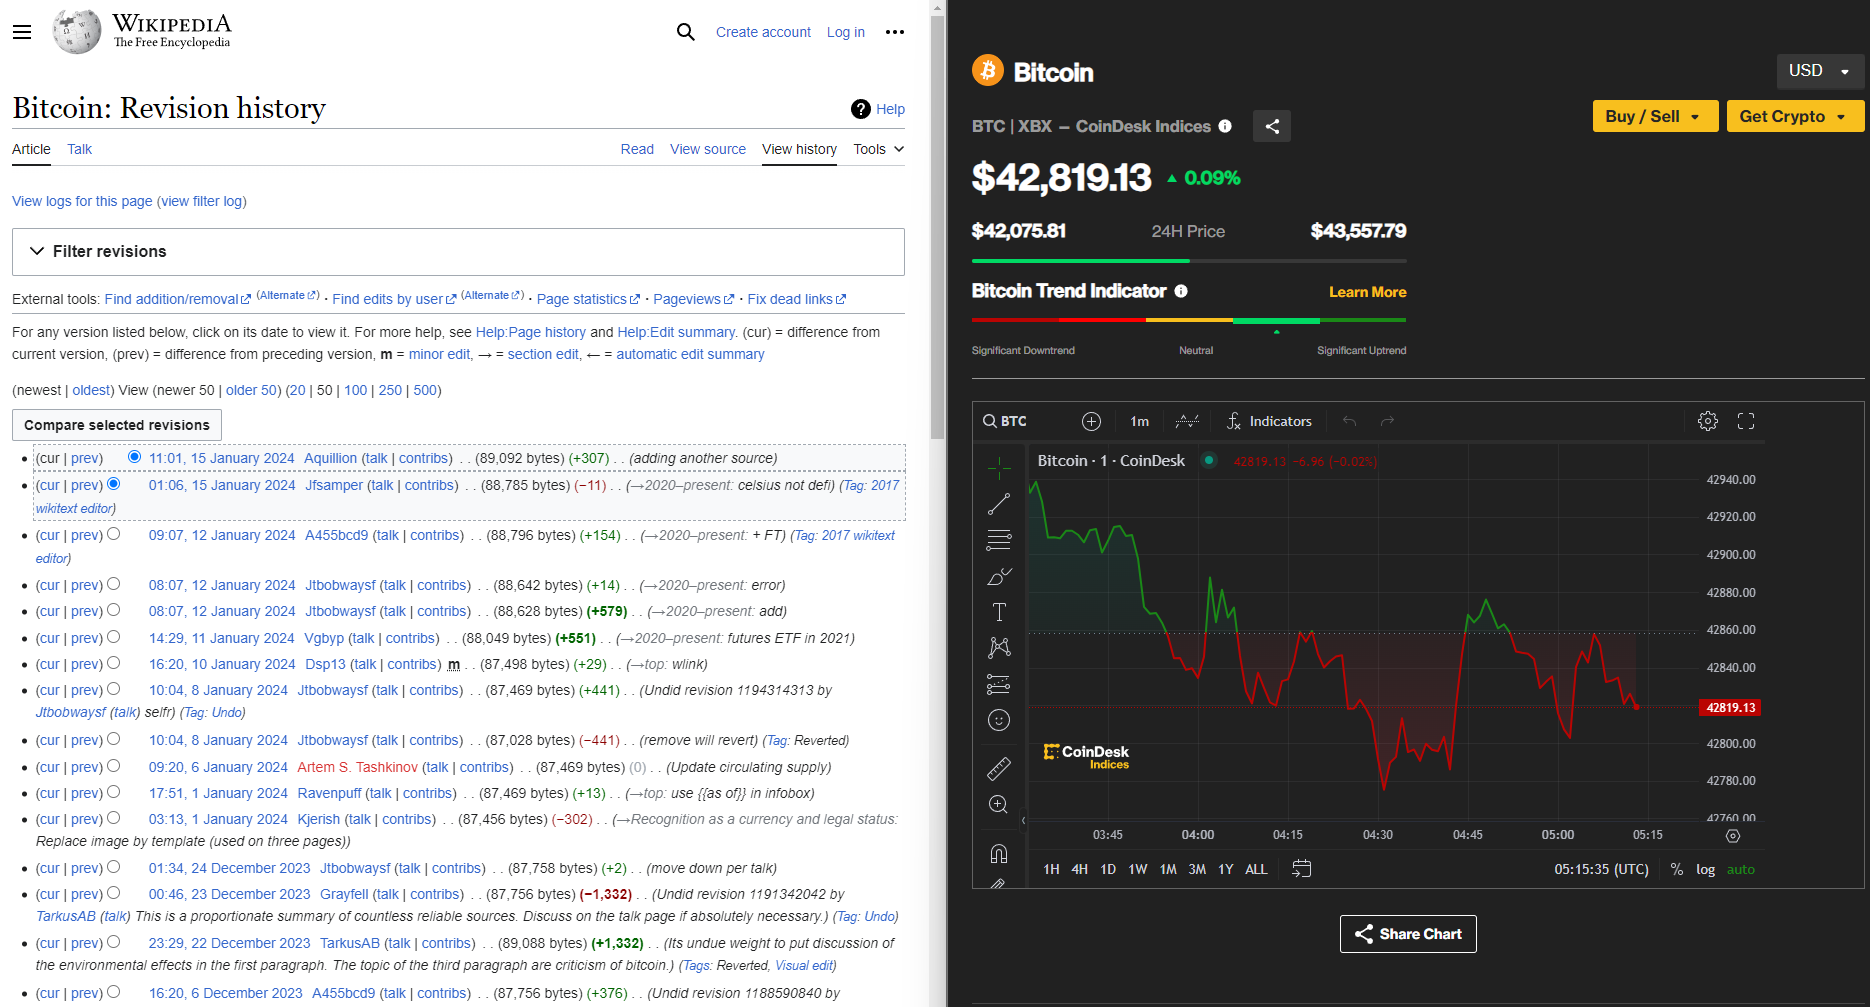 WIKIPEDIA
The Free Encyclopedia
Create account Log in
Bitcoin: Revision history
Help
Article Talk Read View source View history Tools
View logs for this page (view filter log)
Filter revisions
External tools: Find addition/removal (Alternate) · Find edits by user (Alternate) · Page statistics · Pageviews · Fix dead links
For any version listed below, click on its date to view it. For more help, see Help:Page history and Help:Edit summary. (cur) = difference from
current version, (prev) = difference from preceding version, m = minor edit, → = section edit, ← = automatic edit summary
(newest | oldest) View (newer 50 | older 50) (20 | 50 | 100 | 250 | 500)
Compare selected revisions
(cur | prev) 11:01, 15 January 2024 Aquillion (talk | contribs) . . (89,092 bytes) (+307) . . (adding another source)
(cur | prev) 01:06, 15 January 2024 Jfsamper (talk | contribs) . . (88,785 bytes) (−11) . . (→2020–present: celsius not defi) (Tag: 2017
wikitext editor)
(cur | prev) 09:07, 12 January 2024 A455bcd9 (talk | contribs) . . (88,796 bytes) (+154) . . (→2020–present: + FT) (Tag: 2017 wikitext
editor)
(cur | prev) 08:07, 12 January 2024 Jtbobwaysf (talk | contribs) . . (88,642 bytes) (+14) . . (→2020–present: error)
(cur | prev) 08:07, 12 January 2024 Jtbobwaysf (talk | contribs) . . (88,628 bytes) (+579) . . (→2020–present: add)
(cur | prev) 14:29, 11 January 2024 Vgbyp (talk | contribs) . . (88,049 bytes) (+551) . . (→2020–present: futures ETF in 2021)
(cur | prev) 16:20, 10 January 2024 Dsp13 (talk | contribs) m . . (87,498 bytes) (+29) . . (→top: wlink)
(cur | prev) 10:04, 8 January 2024 Jtbobwaysf (talk | contribs) . . (87,469 bytes) (+441) . . (Undid revision 1194314313 by
Jtbobwaysf (talk) selfr) (Tag: Undo)
(cur | prev) 10:04, 8 January 2024 Jtbobwaysf (talk | contribs) . . (87,028 bytes) (−441) . . (remove will revert) (Tag: Reverted)
(cur | prev) 09:20, 6 January 2024 Artem S. Tashkinov (talk | contribs) . . (87,469 bytes) (0) . . (Update circulating supply)
(cur | prev) 17:51, 1 January 2024 Ravenpuff (talk | contribs) . . (87,469 bytes) (+13) . . (→top: use {{as of}} in infobox)
(cur | prev) 03:13, 1 January 2024 Kjerish (talk | contribs) . . (87,456 bytes) (−302) . . (→Recognition as a currency and legal status:
Replace image by template (used on three pages))
(cur | prev) 01:34, 24 December 2023 Jtbobwaysf (talk | contribs) . . (87,758 bytes) (+2) . . (move down per talk)
(cur | prev) 00:46, 23 December 2023 Grayfell (talk | contribs) . . (87,756 bytes) (−1,332) . . (Undid revision 1191342042 by
TarkusAB (talk) This is a proportionate summary of countless reliable sources. Discuss on the talk page if absolutely necessary.) (Tag: Undo)
(cur | prev) 23:29, 22 December 2023 TarkusAB (talk | contribs) . . (89,088 bytes) (+1,332) . . (Its undue weight to put discussion of
the environmental effects in the first paragraph. The topic of the third paragraph are criticism of bitcoin.) (Tags: Reverted, Visual edit)
(cur | prev) 16:20, 6 December 2023 A455bcd9 (talk | contribs) . . (87,756 bytes) (+376) . . (Undid revision 1188590840 by
Bitcoin
USD
BTC | XBX – CoinDesk Indices
Buy / Sell Get Crypto
$42,819.13 0.09%
$42,075.81 24H Price $43,557.79
Bitcoin Trend Indicator Learn More
Significant Downtrend Neutral Significant Uptrend
BTC 1m Indicators
Bitcoin · 1 · CoinDesk 42819.13 −6.96 (−0.02%)
42940.00
42920.00
42900.00
42880.00
42860.00
42840.00
42819.13
42800.00
42780.00
42760.00
CoinDesk
Indices
03:45 04:00 04:15 04:30 04:45 05:00 05:15
1H 4H 1D 1W 1M 3M 1Y ALL 05:15:35 (UTC) % log auto
Share Chart